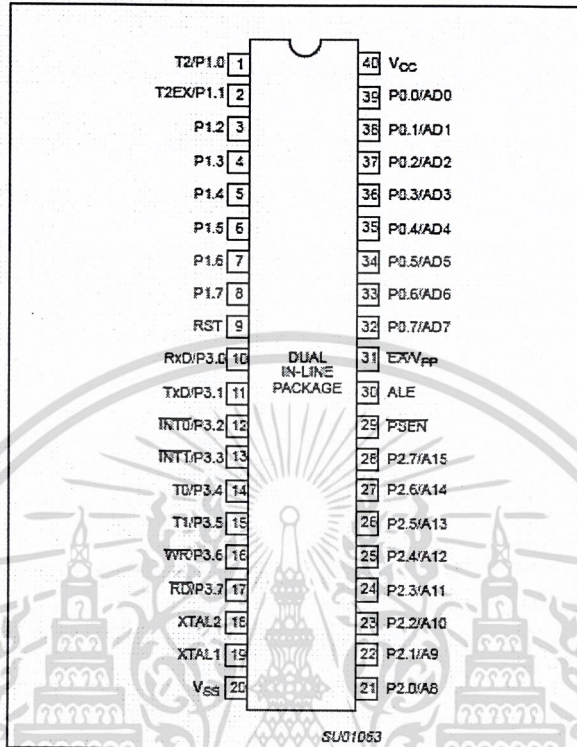 T2/P1.0 1 40 VCC
T2EX/P1.1 2 39 P0.0/AD0
P1.2 3 38 P0.1/AD1
P1.3 4 37 P0.2/AD2
P1.4 5 36 P0.3/AD3
P1.5 6 35 P0.4/AD4
P1.6 7 34 P0.5/AD5
P1.7 8 33 P0.6/AD6
RST 9 32 P0.7/AD7
RxD/P3.0 10 DUAL 31 EA/VPP
IN-LINE
TxD/P3.1 11 PACKAGE 30 ALE
INT0/P3.2 12 29 PSEN
INT1/P3.3 13 28 P2.7/A15
T0/P3.4 14 27 P2.6/A14
T1/P3.5 15 26 P2.5/A13
WR/P3.6 16 25 P2.4/A12
RD/P3.7 17 24 P2.3/A11
XTAL2 18 23 P2.2/A10
XTAL1 19 22 P2.1/A9
VSS 20 21 P2.0/A8
SU01063